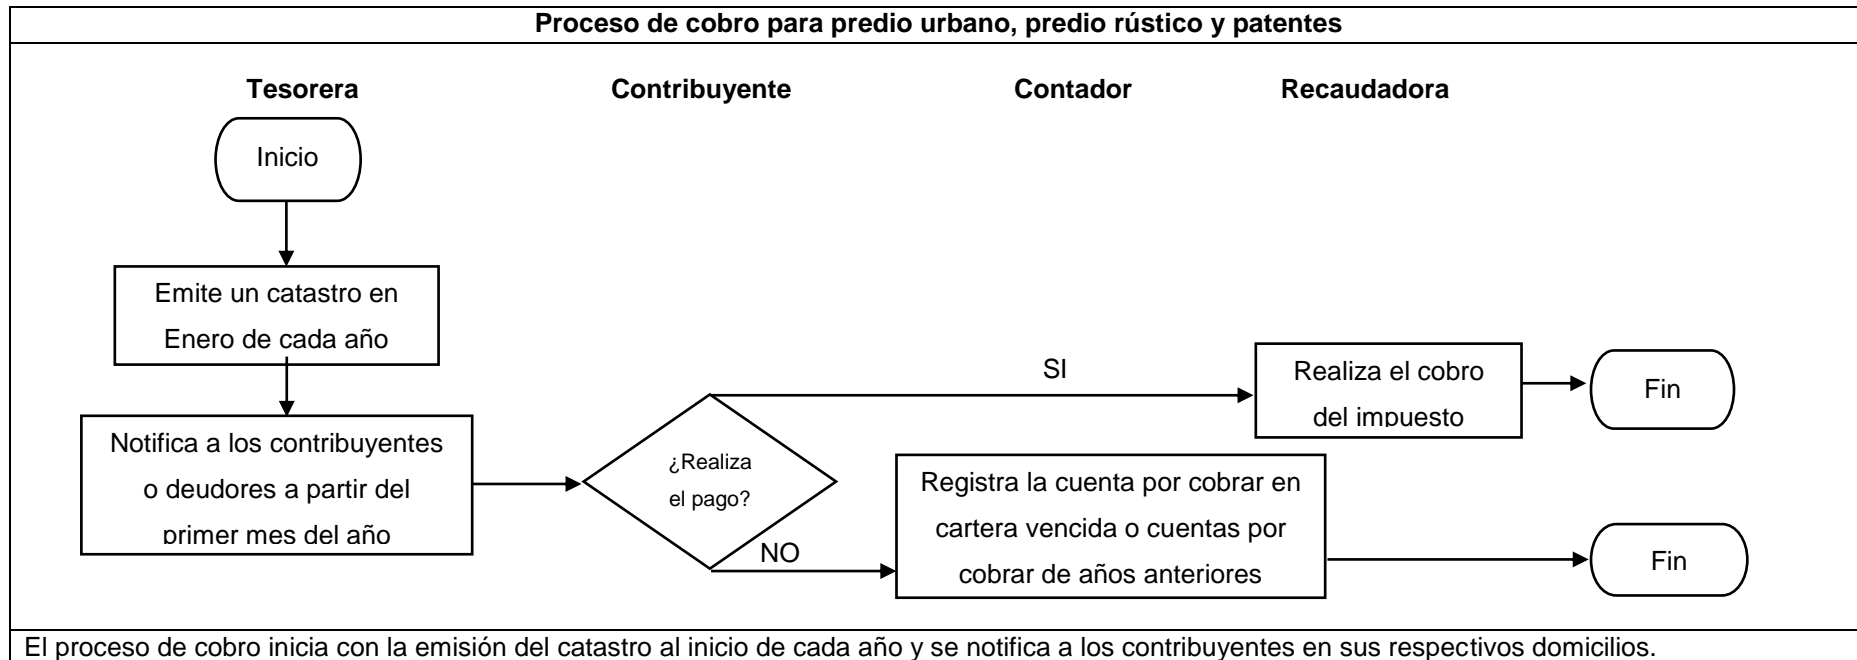 Proceso de cobro para predio urbano, predio rústico y patentes
Tesorera
Contribuyente
Contador
Recaudadora
Inicio
Emite un catastro en
Enero de cada año
Notifica a los contribuyentes
o deudores a partir del
primer mes del año
¿Realiza
el pago?
SI
Realiza el cobro
del impuesto
Fin
NO
Registra la cuenta por cobrar en
cartera vencida o cuentas por
cobrar de años anteriores
Fin
El proceso de cobro inicia con la emisión del catastro al inicio de cada año y se notifica a los contribuyentes en sus respectivos domicilios.